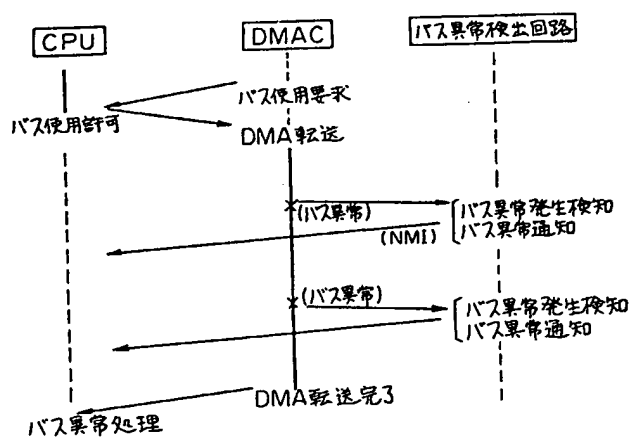 CPU
DMAC
バス異常検出回路
バス使用要求
バス使用許可
DMA転送
(バス異常)
バス異常発生検知
(NMI)
バス異常通知
(バス異常)
バス異常発生検知
バス異常通知
DMA転送完了
バス異常処理